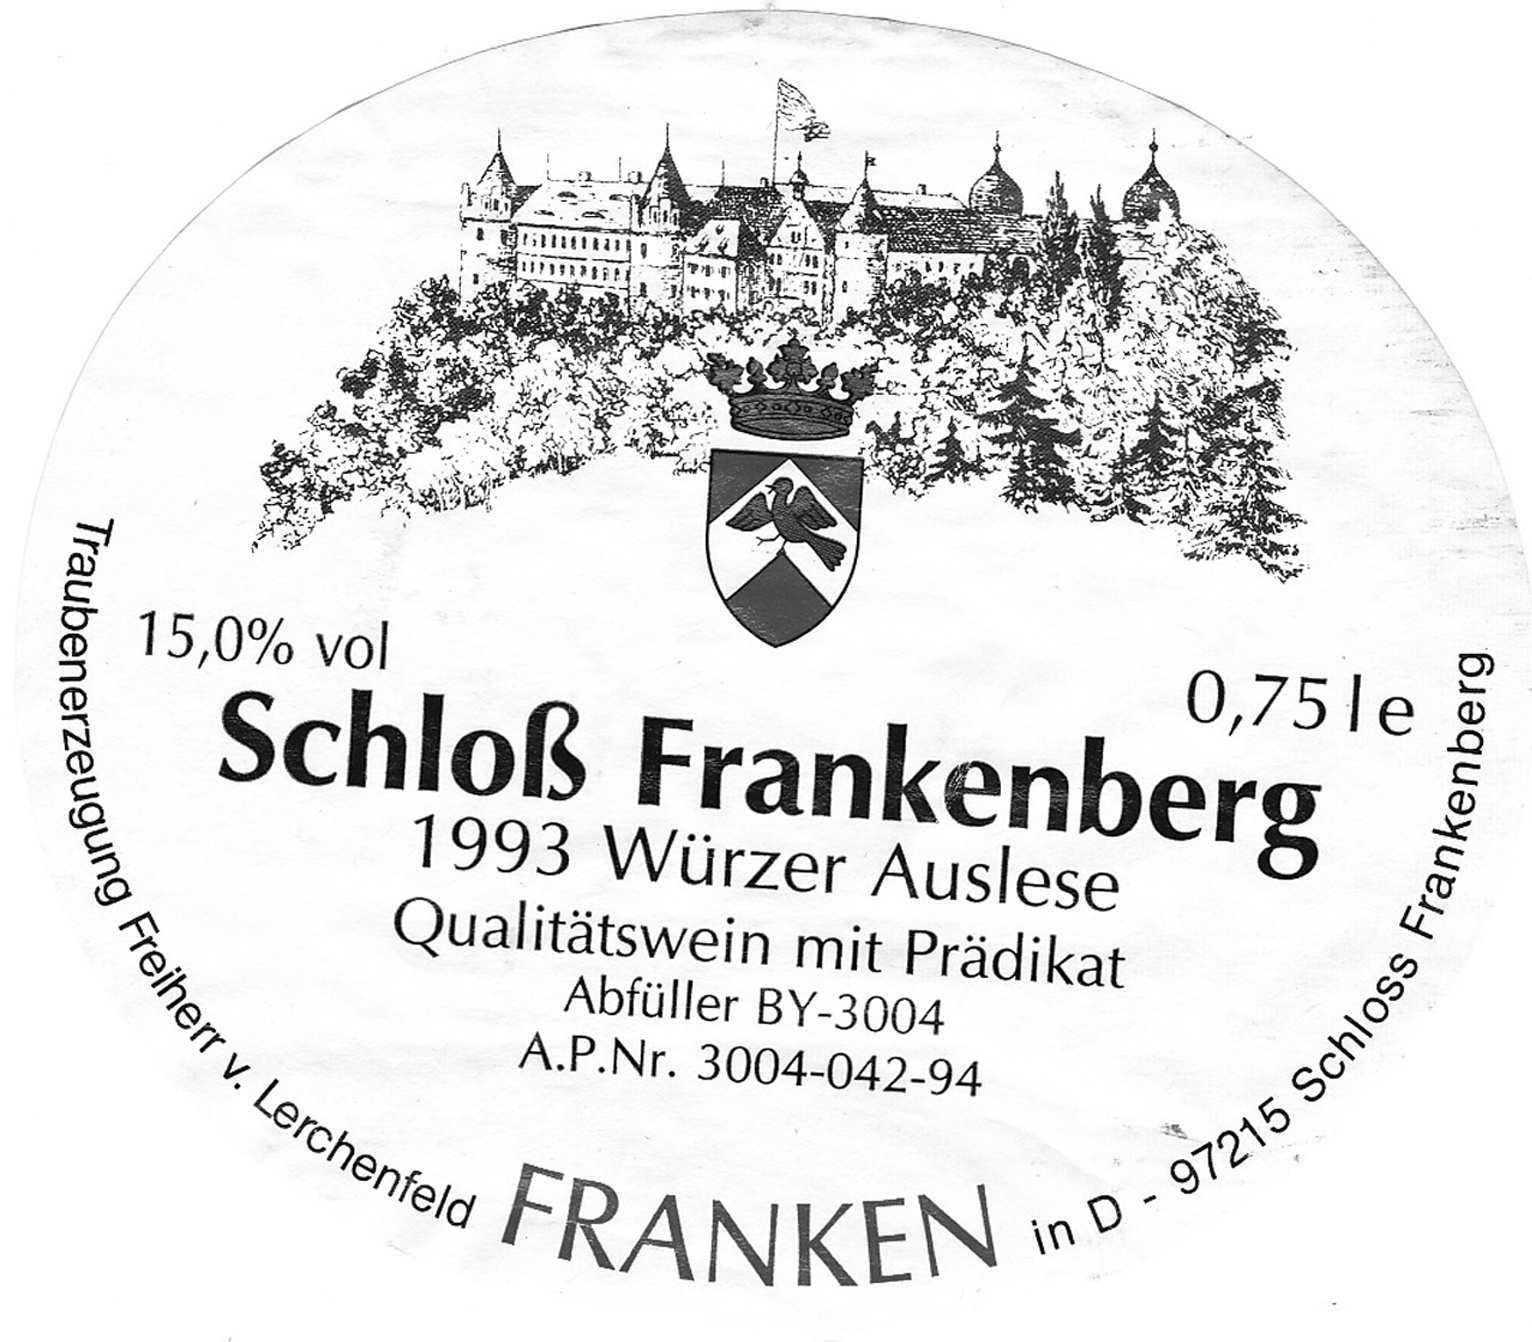 15,0% vol
0,75 l e
Schloß Frankenberg
1993 Würzer Auslese
Qualitätswein mit Prädikat
Abfüller BY-3004
A.P.Nr. 3004-042-94
Traubenerzeugung Freiherr v. Lerchenfeld
FRANKEN
in D - 97215 Schloss Frankenberg